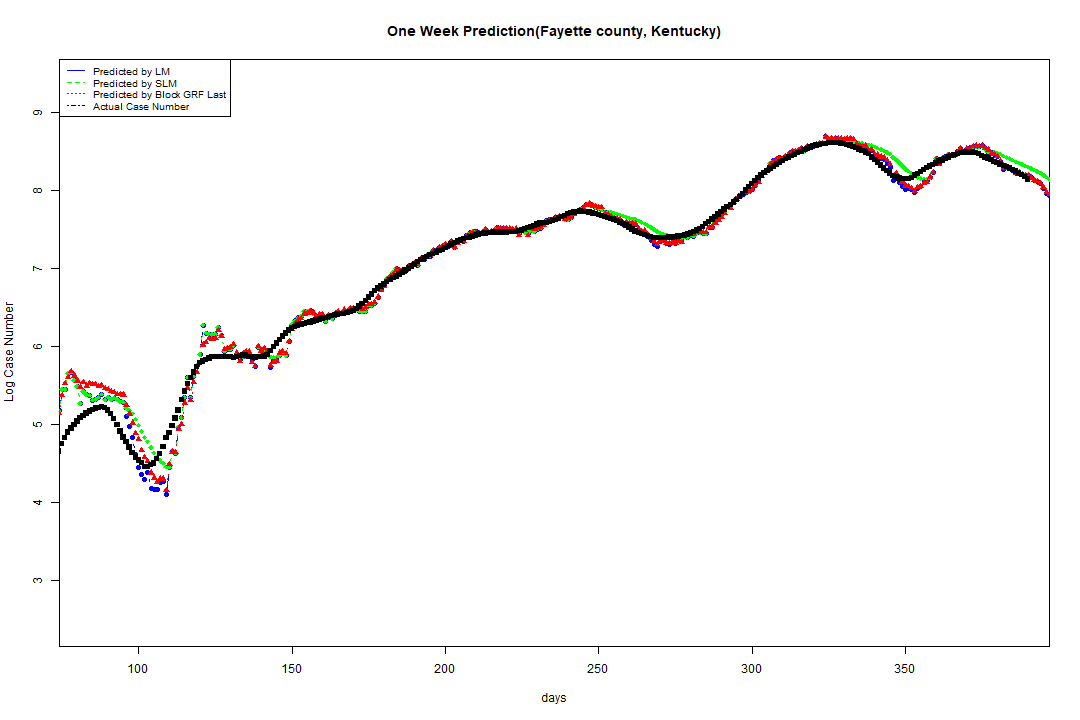 One Week Prediction(Fayette county, Kentucky)
Predicted by LM
Predicted by SLM
Predicted by Block GRF Last
Actual Case Number
9
8
7
6
5
4
3
Log Case Number
100 150 200 250 300 350
days